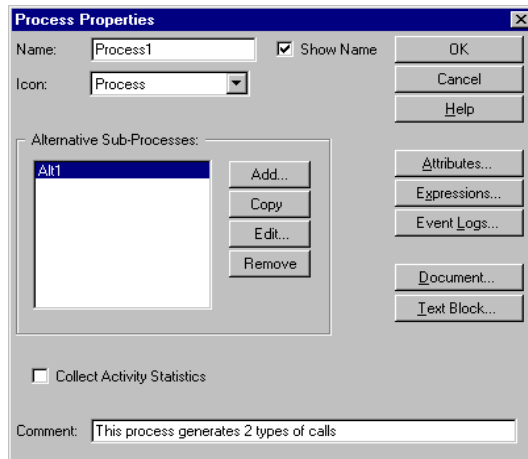 Process Properties
Name: Process1 Show Name OK
Icon: Process Cancel
Help
Alternative Sub-Processes:
Alt1 Add... Attributes...
Copy Expressions...
Edit... Event Logs...
Remove
Document...
Text Block...
Collect Activity Statistics
Comment: This process generates 2 types of calls